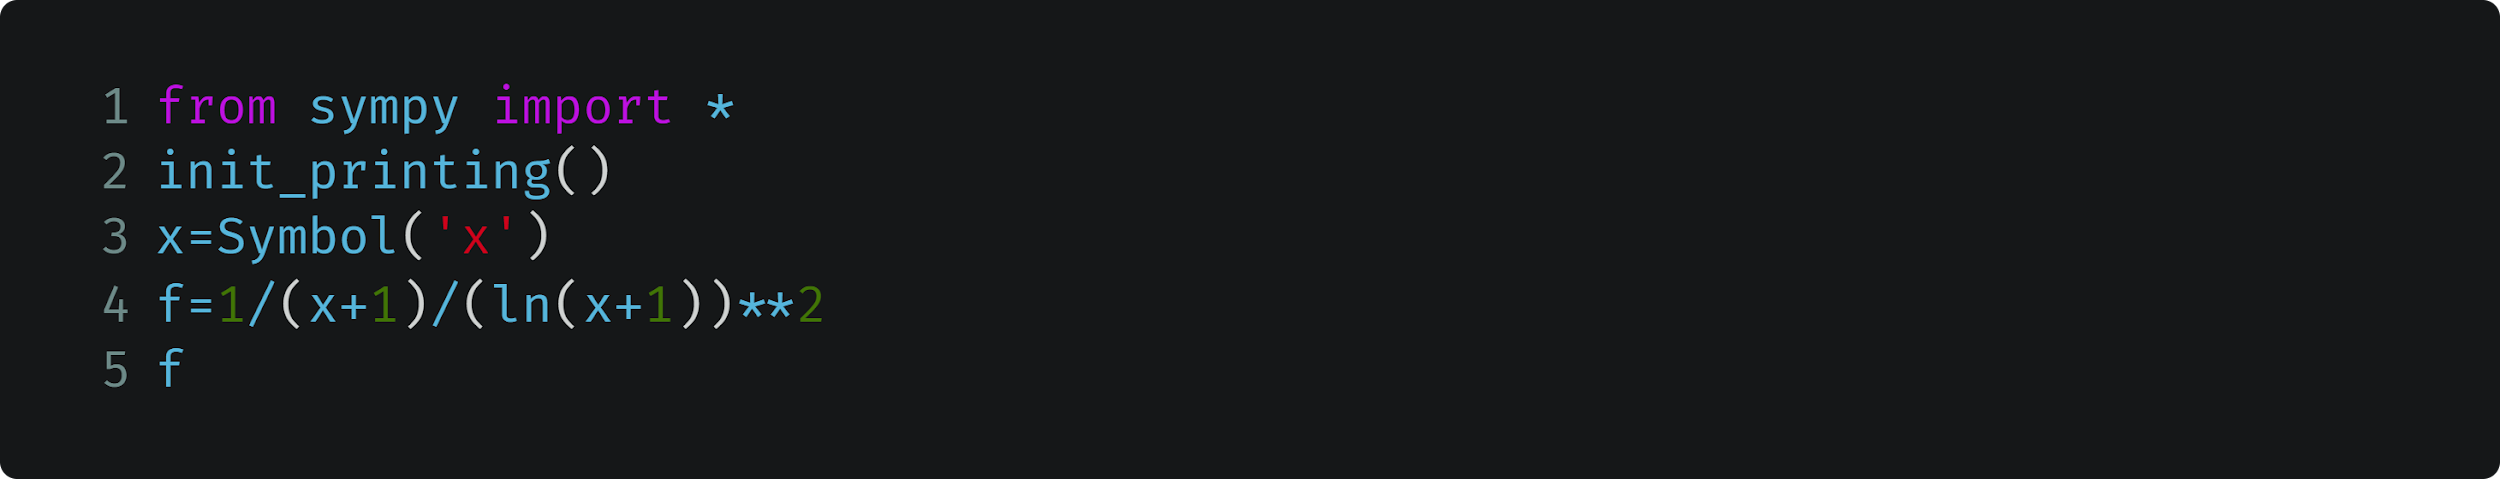 1 from sympy import *
2 init_printing()
3 x=Symbol('x')
4 f=1/(x+1)/(ln(x+1))**2
5 f